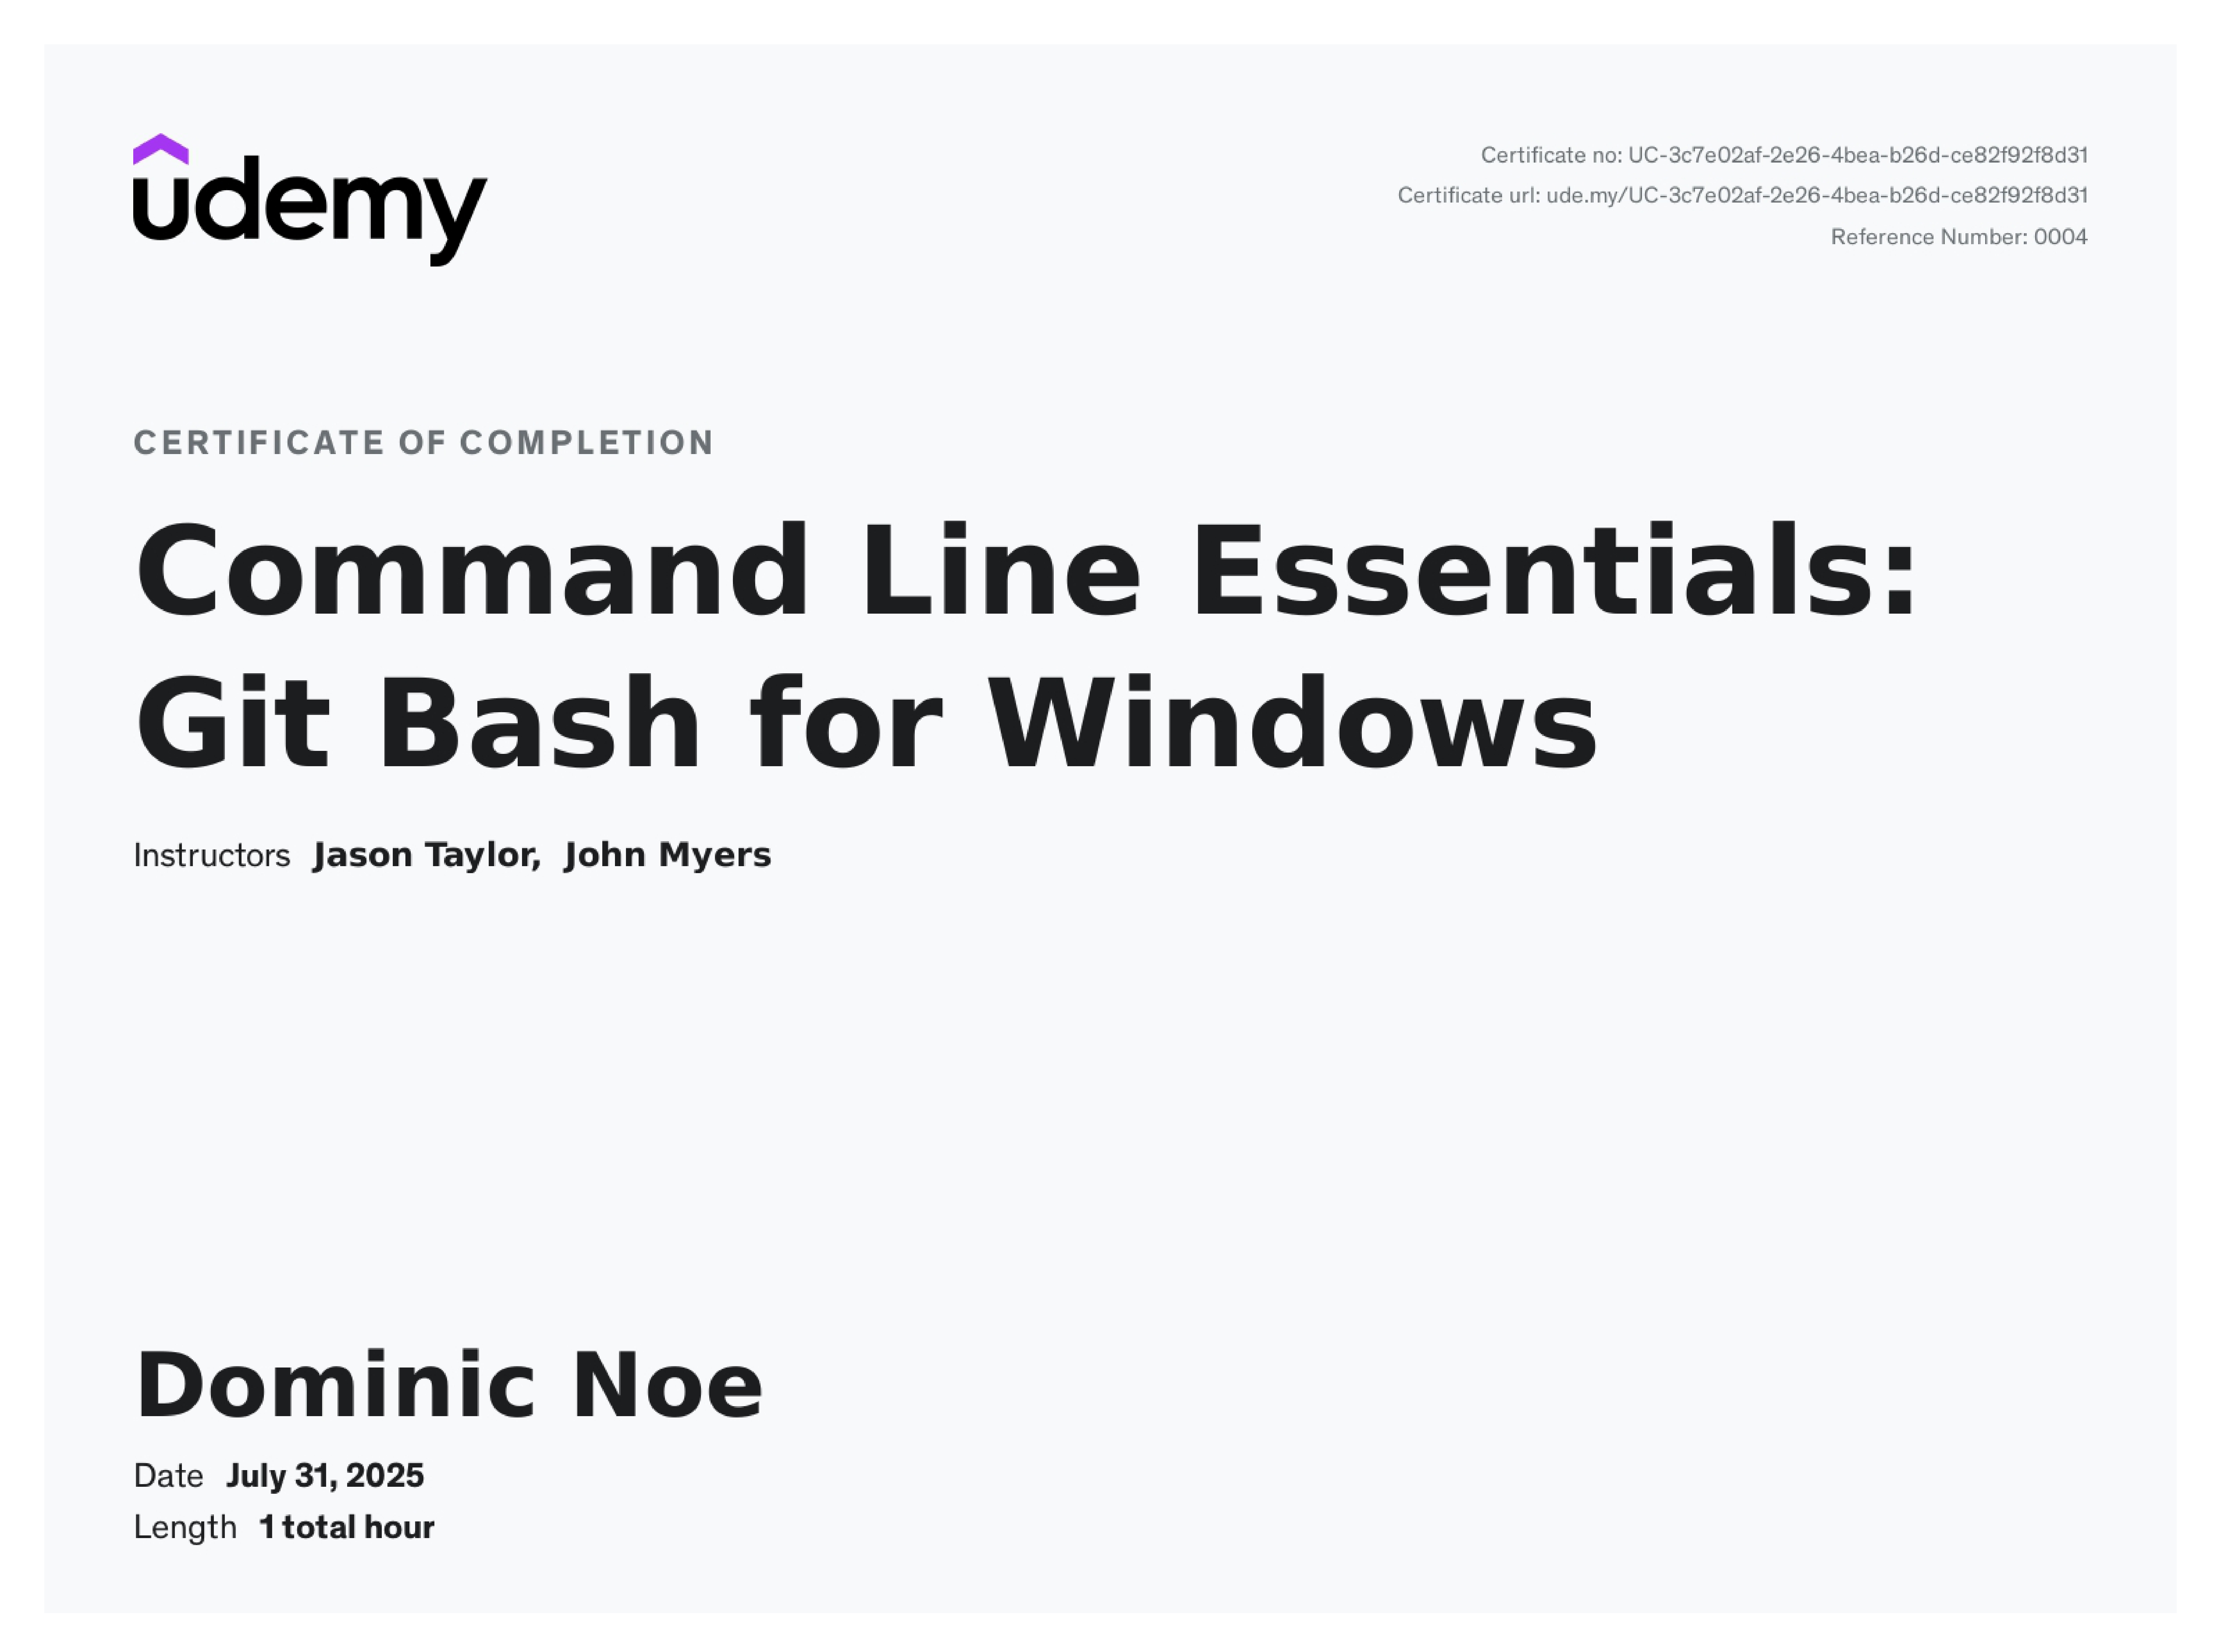 udemy
Certificate no: UC-3c7e02af-2e26-4bea-b26d-ce82f92f8d31
Certificate url: ude.my/UC-3c7e02af-2e26-4bea-b26d-ce82f92f8d31
Reference Number: 0004
CERTIFICATE OF COMPLETION
Command Line Essentials:
Git Bash for Windows
Instructors Jason Taylor, John Myers
Dominic Noe
Date July 31, 2025
Length 1 total hour